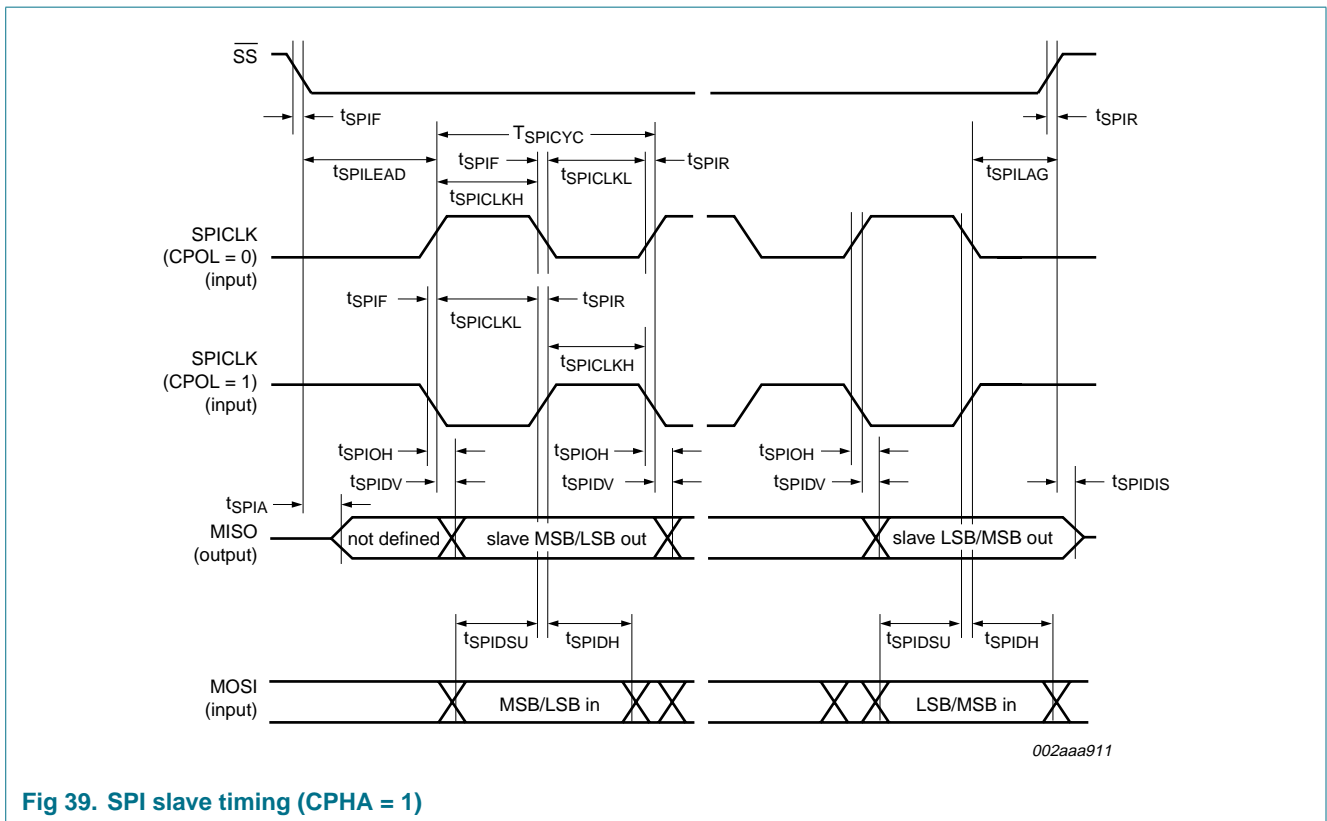 SS
tSPIF
tSPIR
TSPICYC
tSPILEAD
tSPIF
tSPICLKL
tSPIR
tSPILAG
tSPICLKH
SPICLK
(CPOL = 0)
(input)
tSPIF
tSPICLKL
tSPIR
tSPICLKH
SPICLK
(CPOL = 1)
(input)
tSPIOH
tSPIOH
tSPIOH
tSPIDV
tSPIDV
tSPIDV
tSPIDIS
tSPIA
MISO
(output)
not defined
slave MSB/LSB out
slave LSB/MSB out
tSPIDSU
tSPIDH
tSPIDSU
tSPIDH
MOSI
(input)
MSB/LSB in
LSB/MSB in
002aaa911
Fig 39. SPI slave timing (CPHA = 1)